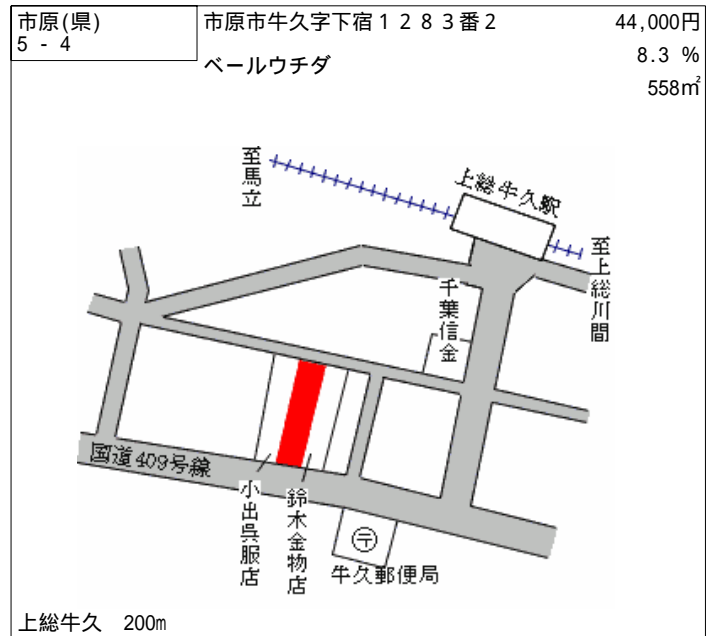 市原(県)
5 - 4
市原市牛久字下宿１２８３番２
ベールウチダ
44,000円
8.3 %
558㎡
至馬立
上総牛久駅
至上総川間
千葉信金
国道409号線
小出呉服店
鈴木金物店
〒
牛久郵便局
上総牛久 200m